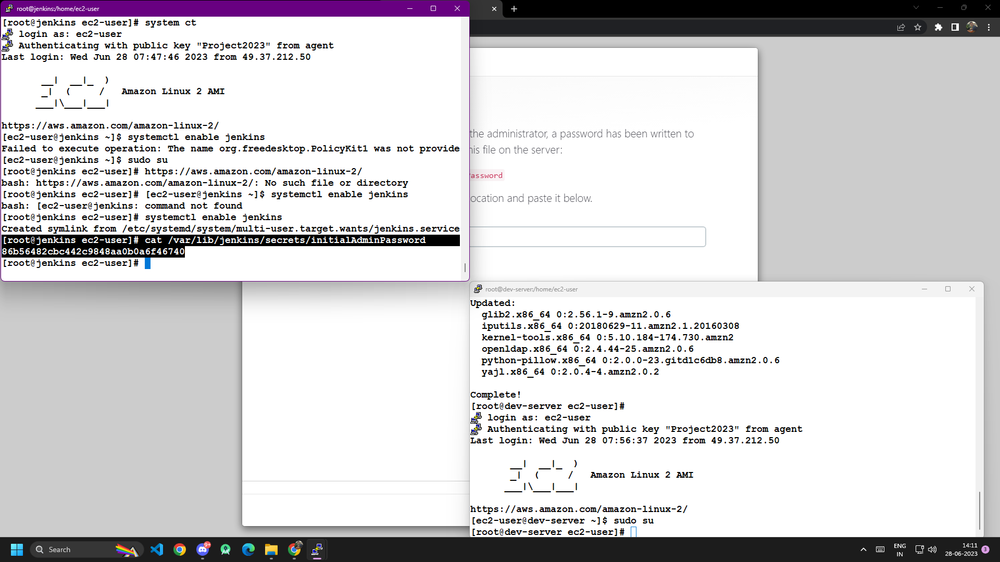 root@jenkins:/home/ec2-user
[root@jenkins ec2-user]# system ct
login as: ec2-user
Authenticating with public key "Project2023" from agent
Last login: Wed Jun 28 07:47:46 2023 from 49.37.212.50
__|  __|_  )
_|  (     /   Amazon Linux 2 AMI
___|\___|___|
https://aws.amazon.com/amazon-linux-2/
[ec2-user@jenkins ~]$ systemctl enable jenkins
Failed to execute operation: The name org.freedesktop.PolicyKit1 was not provide
[ec2-user@jenkins ~]$ sudo su
[root@jenkins ec2-user]# https://aws.amazon.com/amazon-linux-2/
bash: https://aws.amazon.com/amazon-linux-2/: No such file or directory
[root@jenkins ec2-user]# [ec2-user@jenkins ~]$ systemctl enable jenkins
bash: [ec2-user@jenkins: command not found
[root@jenkins ec2-user]# systemctl enable jenkins
Created symlink from /etc/systemd/system/multi-user.target.wants/jenkins.service
[root@jenkins ec2-user]# cat /var/lib/jenkins/secrets/initialAdminPassword
86b56482cbc442c9848aa0b0a6f46740
[root@jenkins ec2-user]#
the administrator, a password has been written to
his file on the server:
Password
ocation and paste it below.
root@dev-server:/home/ec2-user
Updated:
glib2.x86_64 0:2.56.1-9.amzn2.0.6
iputils.x86_64 0:20180629-11.amzn2.1.20160308
kernel-tools.x86_64 0:5.10.184-174.730.amzn2
openldap.x86_64 0:2.4.44-25.amzn2.0.6
python-pillow.x86_64 0:2.0.0-23.gitd1c6db8.amzn2.0.6
yajl.x86_64 0:2.0.4-4.amzn2.0.2
Complete!
[root@dev-server ec2-user]#
login as: ec2-user
Authenticating with public key "Project2023" from agent
Last login: Wed Jun 28 07:56:37 2023 from 49.37.212.50
__|  __|_  )
_|  (     /   Amazon Linux 2 AMI
___|\___|___|
https://aws.amazon.com/amazon-linux-2/
[ec2-user@dev-server ~]$ sudo su
[root@dev-server ec2-user]#
Search
9+
ENG
IN
14:11
28-06-2023
3